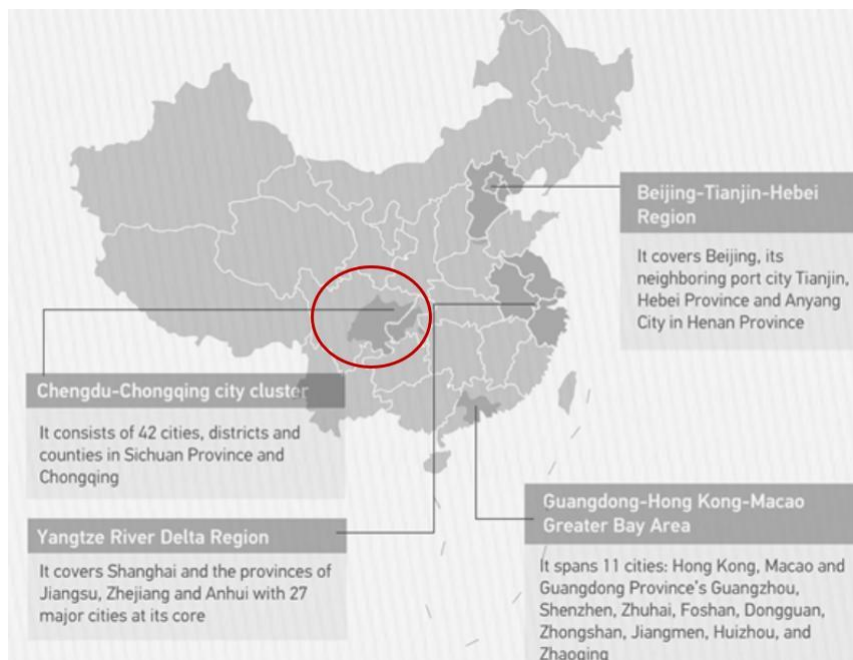 Beijing-Tianjin-Hebei
Region
It covers Beijing, its
neighboring port city Tianjin,
Hebei Province and Anyang
City in Henan Province
Chengdu-Chongqing city cluster
It consists of 42 cities, districts and
counties in Sichuan Province and
Chongqing
Yangtze River Delta Region
It covers Shanghai and the provinces of
Jiangsu, Zhejiang and Anhui with 27
major cities at its core
Guangdong-Hong Kong-Macao
Greater Bay Area
It spans 11 cities: Hong Kong, Macao and
Guangdong Province's Guangzhou,
Shenzhen, Zhuhai, Foshan, Dongguan,
Zhongshan, Jiangmen, Huizhou, and
Zhaoqing